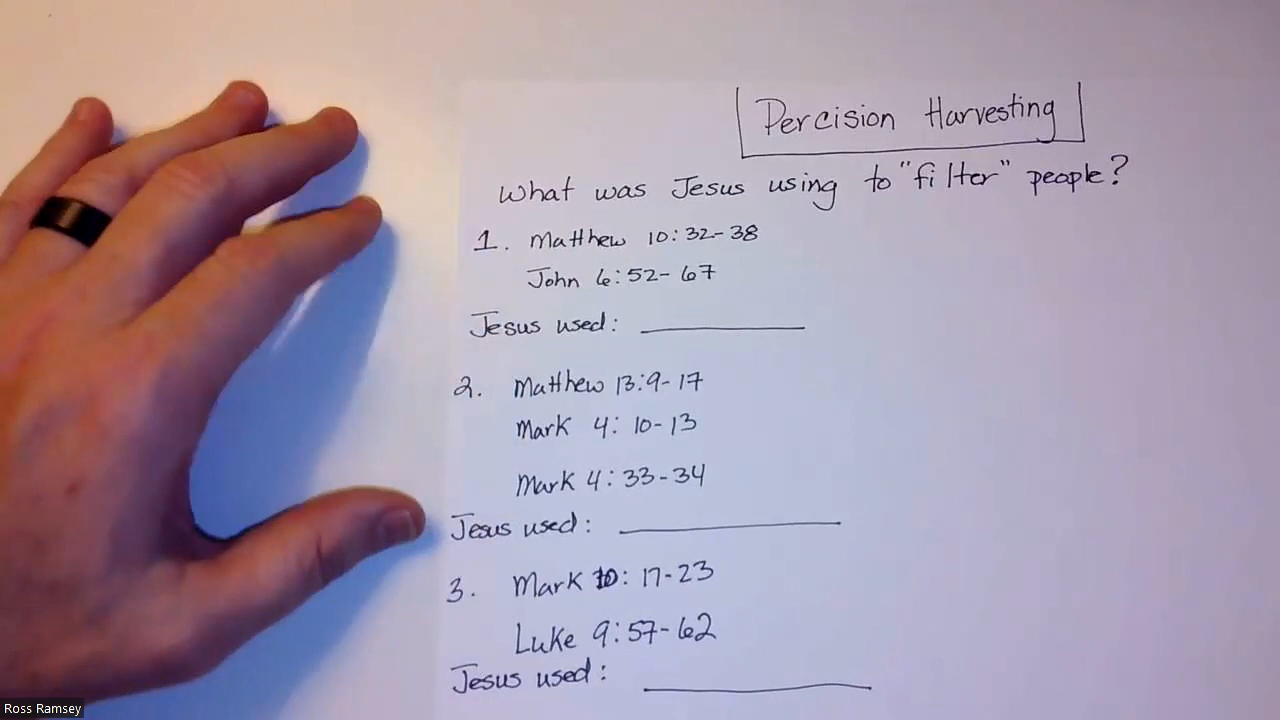 Percision Harvesting
What was Jesus using to "filter" people?
1. Matthew 10:32-38
John 6:52-67
Jesus used:
2. Matthew 13:9-17
Mark 4:10-13
Mark 4:33-34
Jesus used:
3. Mark 10:17-23
Luke 9:57-62
Jesus used:
Ross Ramsey